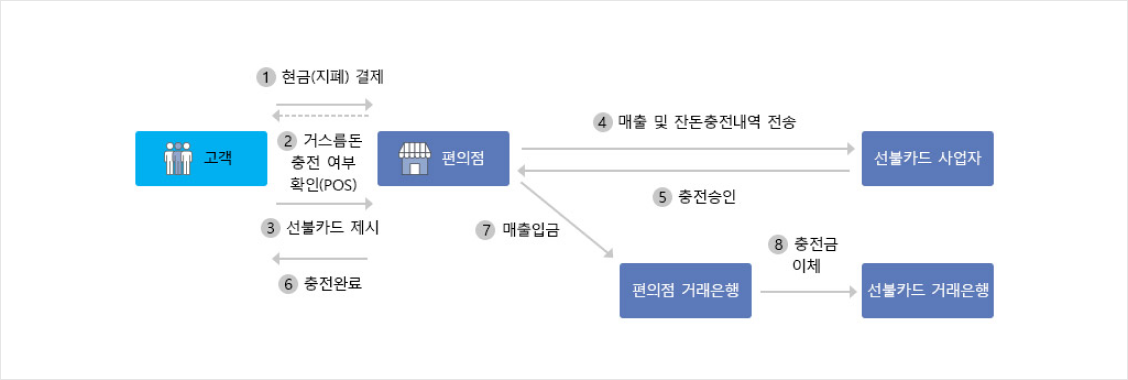 1 현금(지폐) 결제
2 거스름돈
충전 여부
확인(POS)
고객
편의점
4 매출 및 잔돈충전내역 전송
선불카드 사업자
5 충전승인
3 선불카드 제시
6 충전완료
7 매출입금
8 충전금
이체
편의점 거래은행
선불카드 거래은행